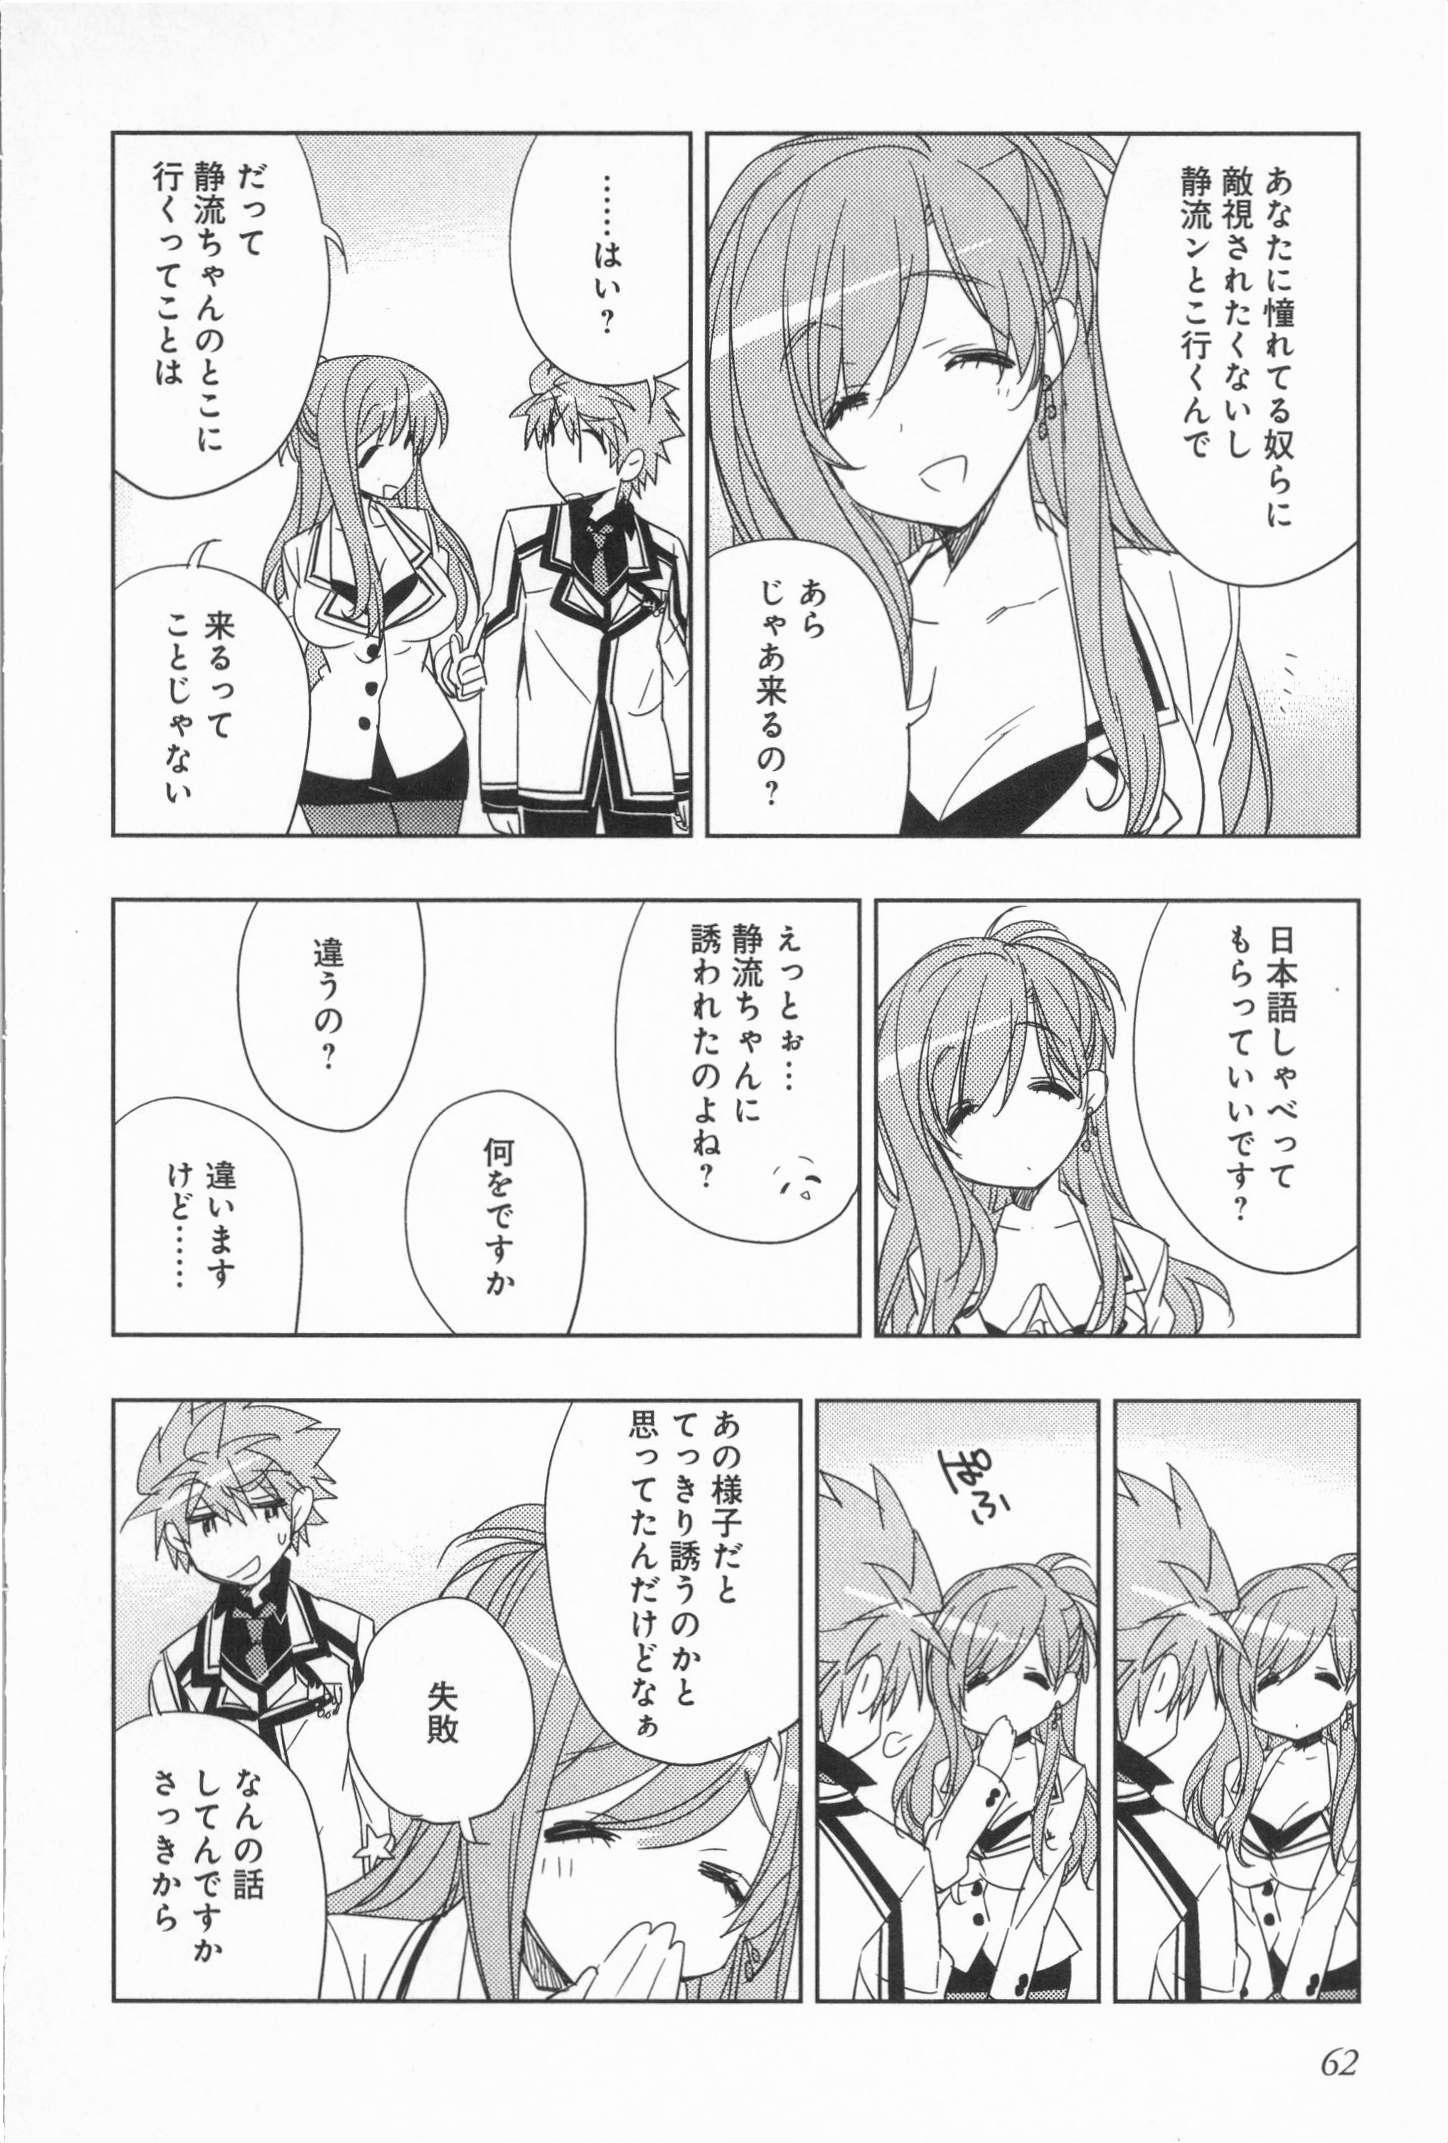 あなたに憧れてる奴らに
敵視されたくないし
静流ンとこ行くんで
あら
じゃあ来るの?
……はい?
だって
静流ちゃんのとこに
行くってことは
来るって
ことじゃない
日本語しゃべって
もらっていいです?
えっとぉ…
静流ちゃんに
誘われたのよね?
何をですか
違うの?
違います
けど……
ぽふ
あの様子だと
てっきり誘うのかと
思ってたんだけどなぁ
失敗
なんの話
してんですか
さっきから
62